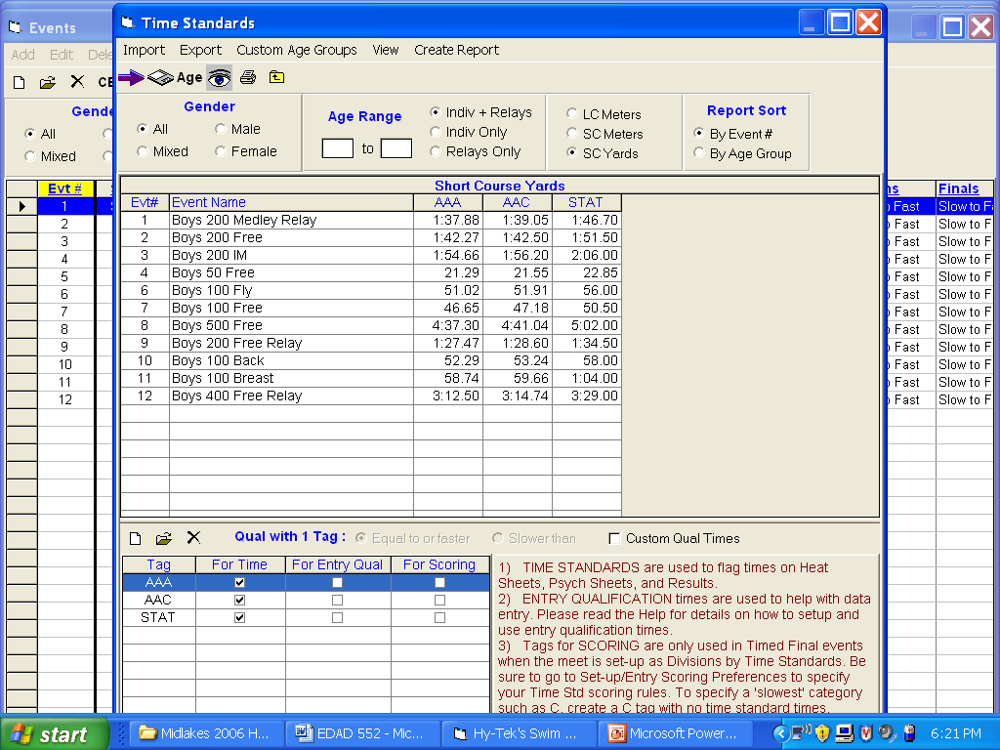 Events
Time Standards
Add Edit Dele
Import Export Custom Age Groups View Create Report
Age
Gender
All
Mixed
Gender
All Male
Mixed Female
Age Range
to
Indiv + Relays
Indiv Only
Relays Only
LC Meters
SC Meters
SC Yards
Report Sort
By Event #
By Age Group
Short Course Yards
Evt# Event Name AAA AAC STAT
1 Boys 200 Medley Relay 1:37.88 1:39.05 1:46.70
2 Boys 200 Free 1:42.27 1:42.50 1:51.50
3 Boys 200 IM 1:54.66 1:56.20 2:06.00
4 Boys 50 Free 21.29 21.55 22.85
6 Boys 100 Fly 51.02 51.91 56.00
7 Boys 100 Free 46.65 47.18 50.50
8 Boys 500 Free 4:37.30 4:41.04 5:02.00
9 Boys 200 Free Relay 1:27.47 1:28.60 1:34.50
10 Boys 100 Back 52.29 53.24 58.00
11 Boys 100 Breast 58.74 59.66 1:04.00
12 Boys 400 Free Relay 3:12.50 3:14.74 3:29.00
Evt #
1
2
3
4
5
6
7
8
9
10
11
12
Finals
Fast Slow to F
Fast Slow to F
Fast Slow to F
Fast Slow to F
Fast Slow to F
Fast Slow to F
Fast Slow to F
Fast Slow to F
Fast Slow to F
Fast Slow to F
Fast Slow to F
Fast Slow to F
Qual with 1 Tag : Equal to or faster Slower than Custom Qual Times
Tag For Time For Entry Qual For Scoring
AAA
AAC
STAT
1) TIME STANDARDS are used to flag times on Heat
Sheets, Psych Sheets, and Results.
2) ENTRY QUALIFICATION times are used to help with data
entry. Please read the Help for details on how to setup and
use entry qualification times.
3) Tags for SCORING are only used in Timed Final events
when the meet is set-up as Divisions by Time Standards. Be
sure to go to Set-up/Entry Scoring Preferences to specify
your Time Std scoring rules. To specify a 'slowest' category
such as C, create a C tag with no time standard times.
start Midlakes 2006 H... EDAD 552 - Mic... Hy-Tek's Swim ... Microsoft Power... 6:21 PM